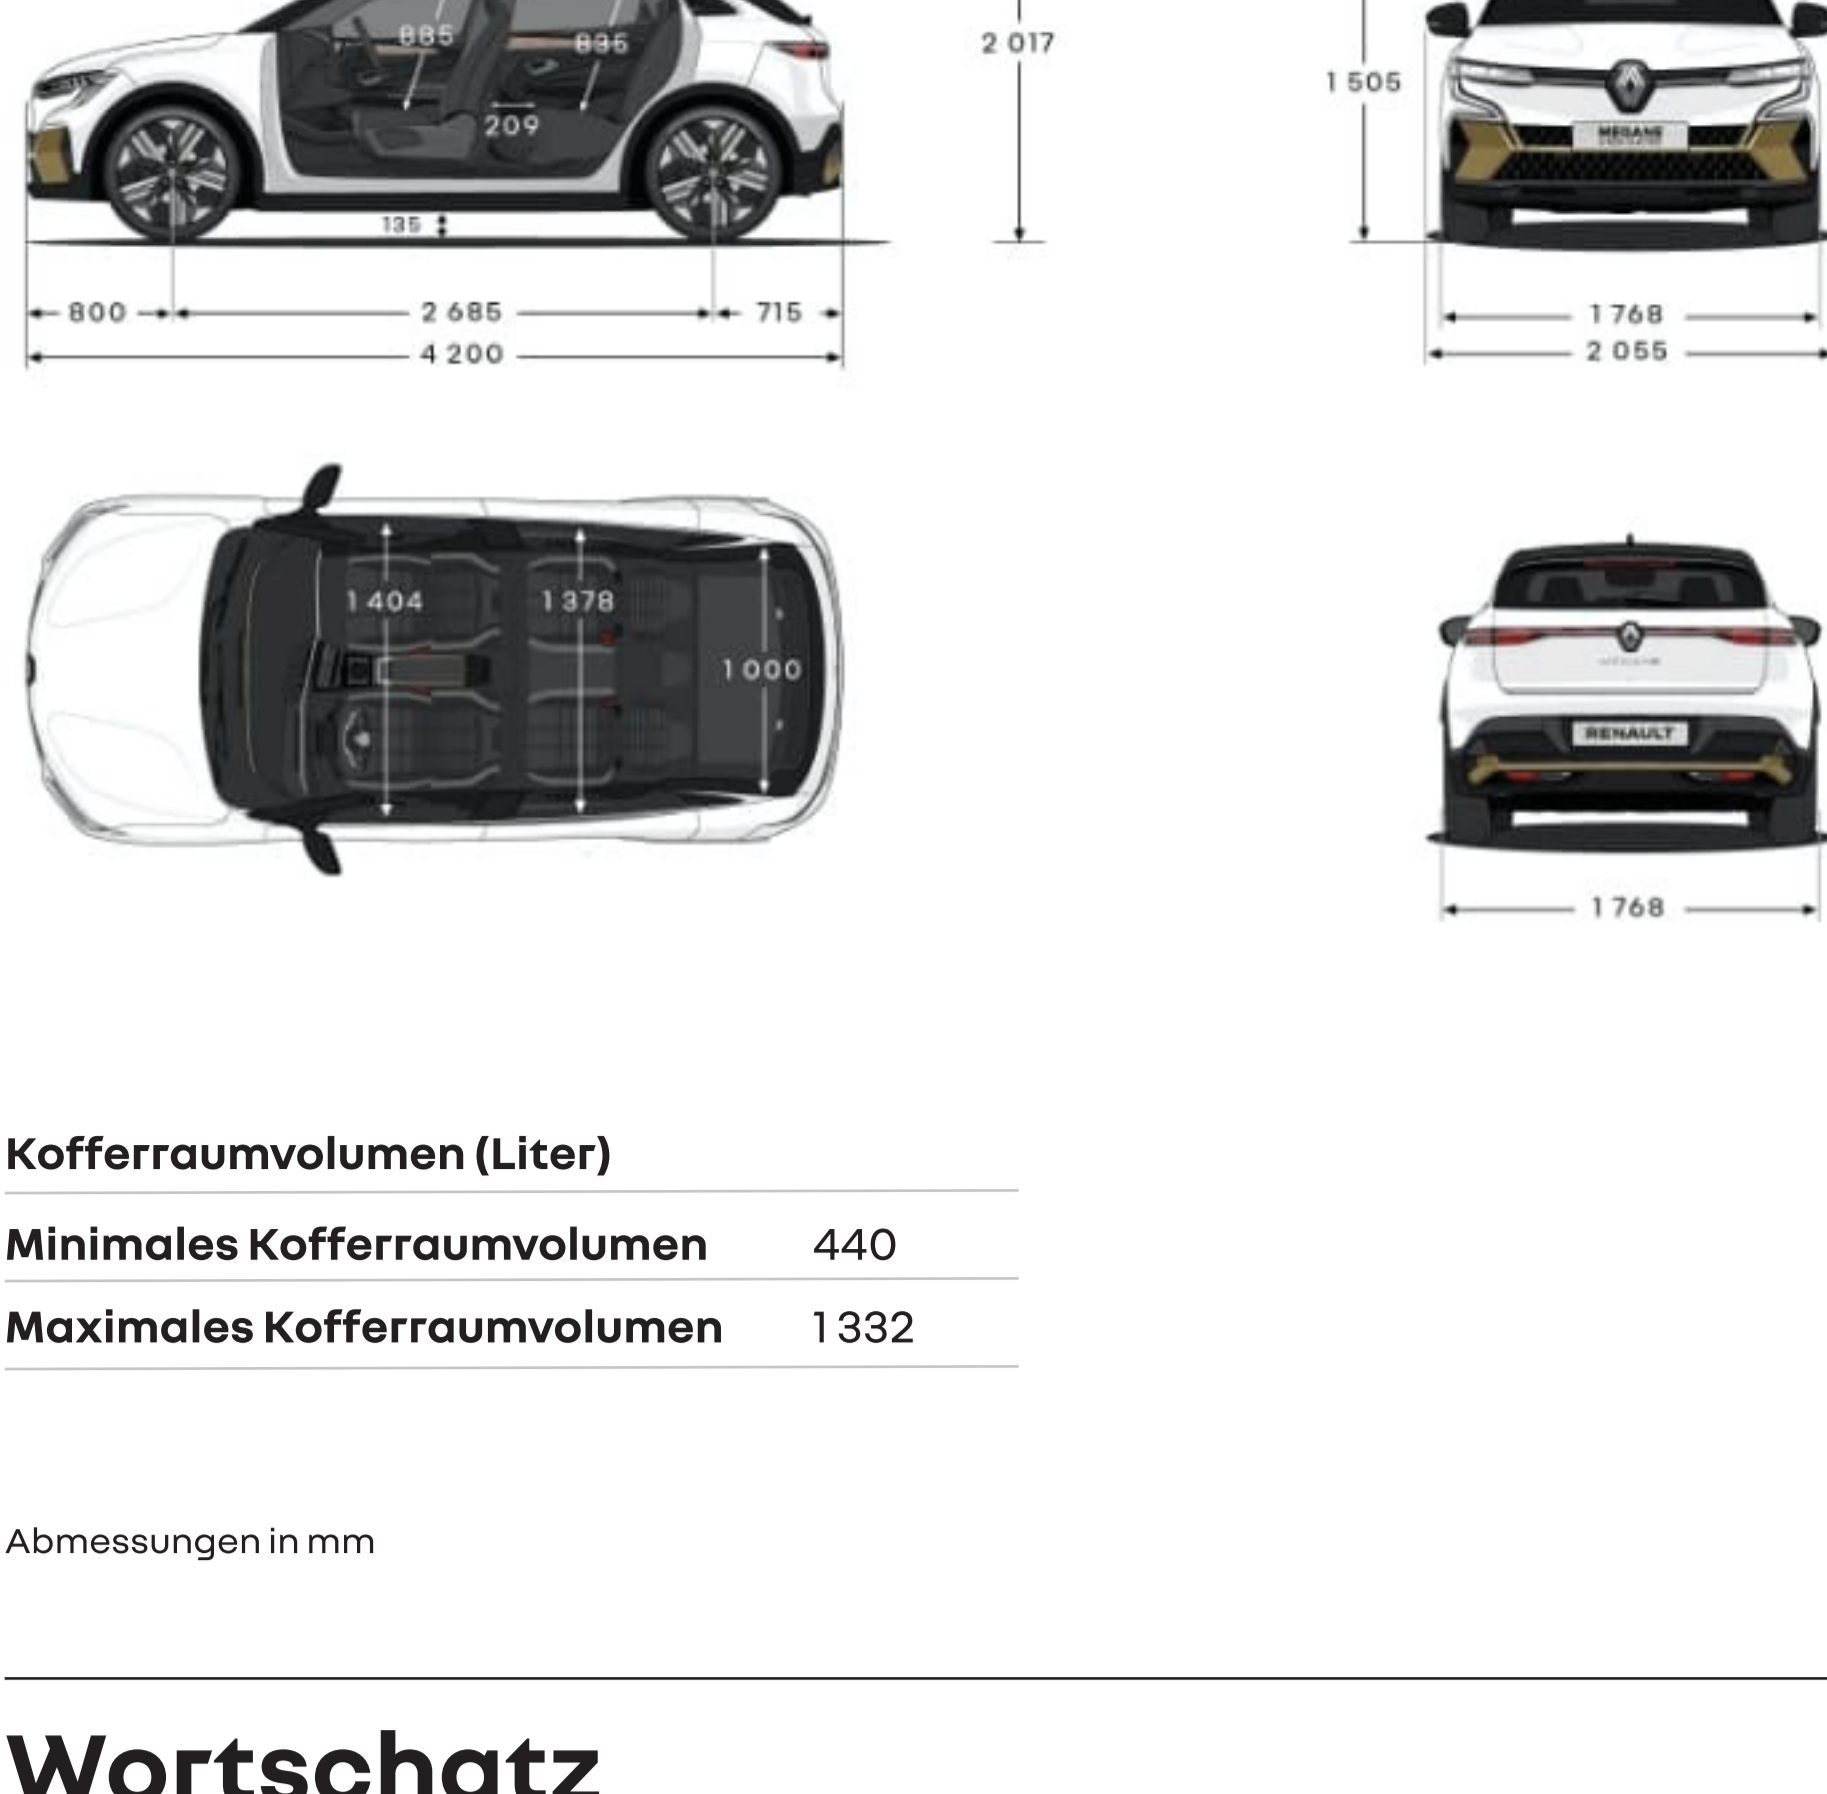 885
835
2 017
1 505
209
MEGANE
135
800
2 685
715
4 200
1 768
2 055
1 404
1 378
1 000
RENAULT
1 768
Kofferraumvolumen (Liter)
Minimales Kofferraumvolumen 440
Maximales Kofferraumvolumen 1 332
Abmessungen in mm
Wortschatz